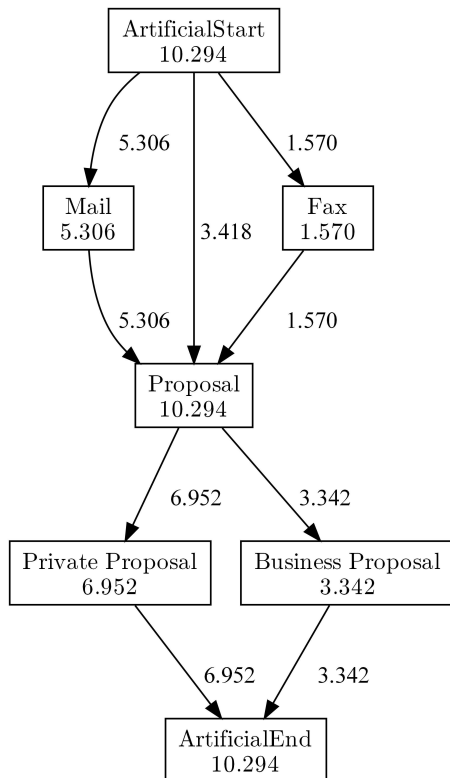 ArtificialStart
10.294
5.306
1.570
Mail
5.306
3.418
Fax
1.570
5.306
1.570
Proposal
10.294
6.952
3.342
Private Proposal
6.952
Business Proposal
3.342
6.952
3.342
ArtificialEnd
10.294